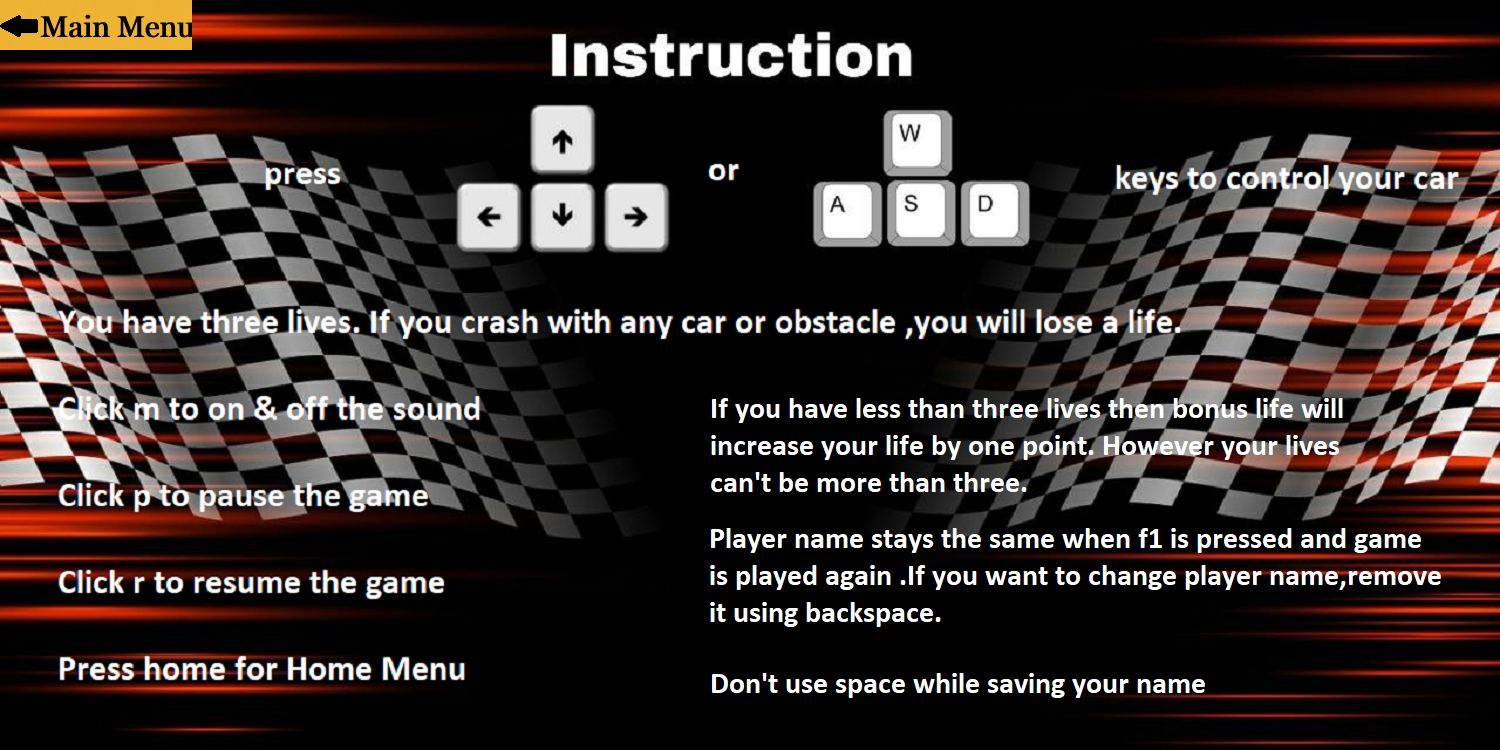 Main Menu
Instruction
press
or
W
A S D
keys to control your car
You have three lives. If you crash with any car or obstacle ,you will lose a life.
Click m to on & off the sound
Click p to pause the game
Click r to resume the game
Press home for Home Menu
If you have less than three lives then bonus life will
increase your life by one point. However your lives
can't be more than three.
Player name stays the same when f1 is pressed and game
is played again .If you want to change player name,remove
it using backspace.
Don't use space while saving your name